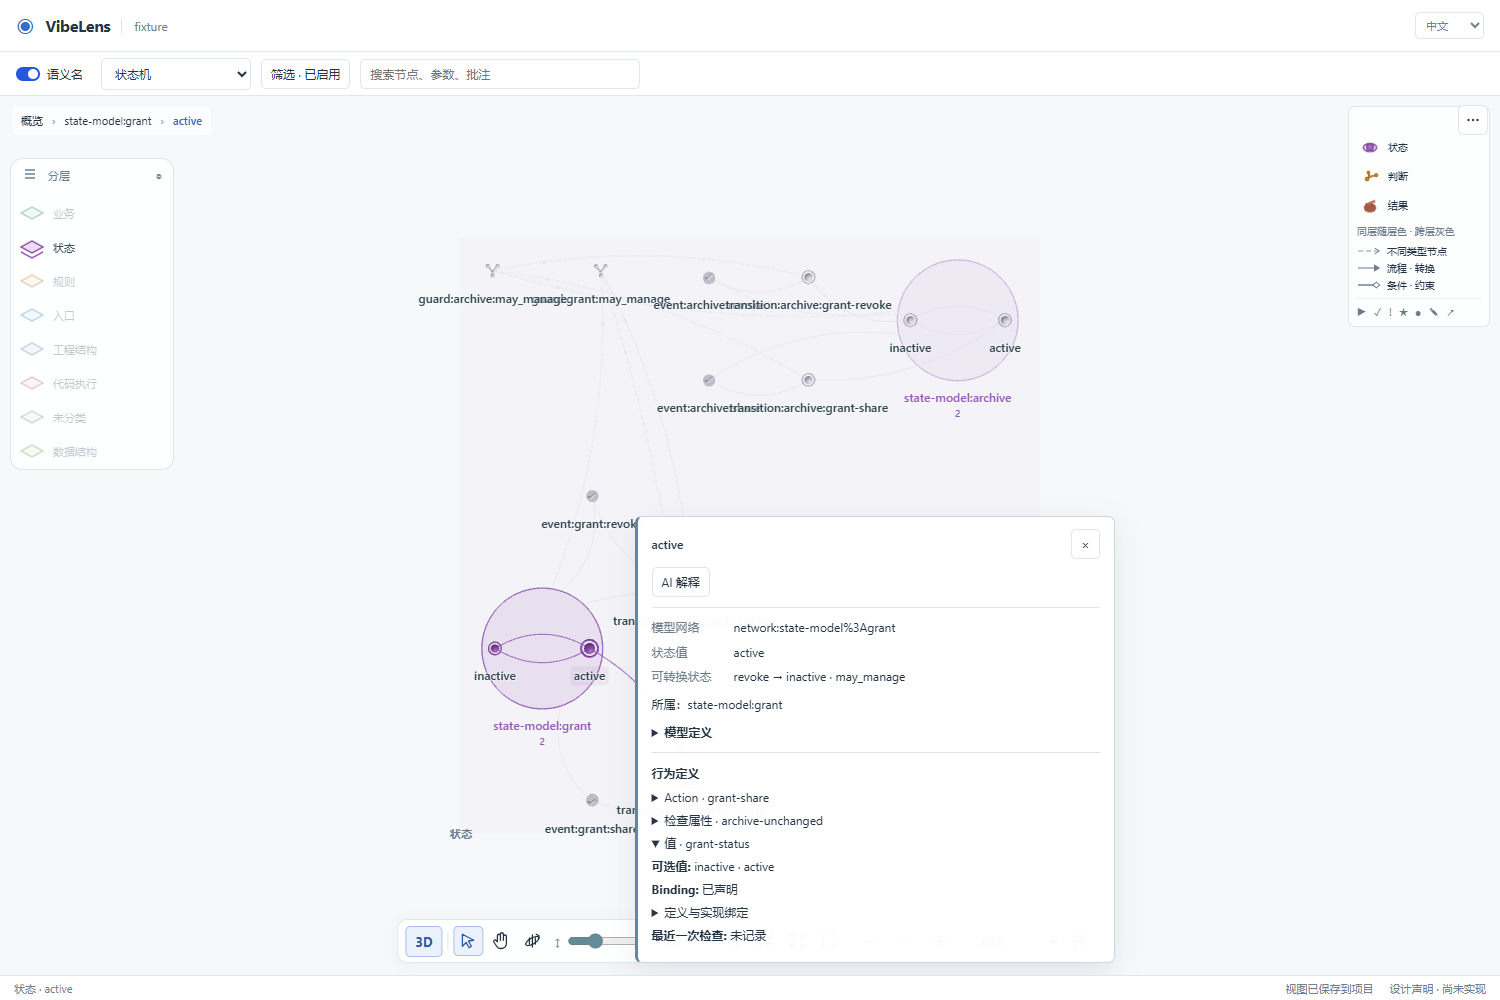 VibeLens
fixture
中文
语义名
状态机
筛选 · 已启用
搜索节点、参数、批注
概览 › state-model:grant › active
分层
业务
状态
规则
入口
工程结构
代码执行
未分类
数据结构
状态
判断
结果
同层随层色 · 跨层灰色
不同类型节点
流程 · 转换
条件 · 约束
guard:archive:may_manage
grant:may_manage
event:archive
transition:archive:grant-revoke
inactive
active
state-model:archive
2
event:archive
transition:archive:grant-share
event:grant:revok
tran
inactive
active
state-model:grant
2
tran
event:grant:share
状态
active
×
AI 解释
模型网络 network:state-model%3Agrant
状态值 active
可转换状态 revoke → inactive · may_manage
所属: state-model:grant
▶ 模型定义
行为定义
▶ Action · grant-share
▶ 检查属性 · archive-unchanged
▼ 值 · grant-status
可选值: inactive · active
Binding: 已声明
▶ 定义与实现绑定
最近一次检查: 未记录
3D
状态 · active
视图已保存到项目
设计声明 · 尚未实现